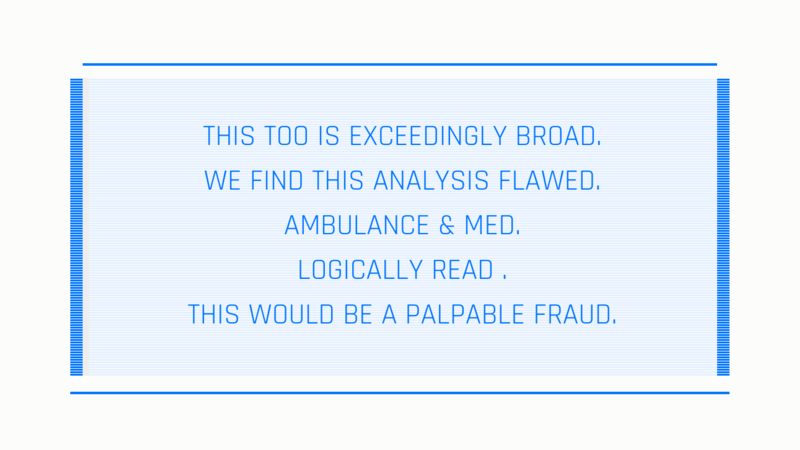 THIS TOO IS EXCEEDINGLY BROAD.
WE FIND THIS ANALYSIS FLAWED.
AMBULANCE & MED.
LOGICALLY READ .
THIS WOULD BE A PALPABLE FRAUD.